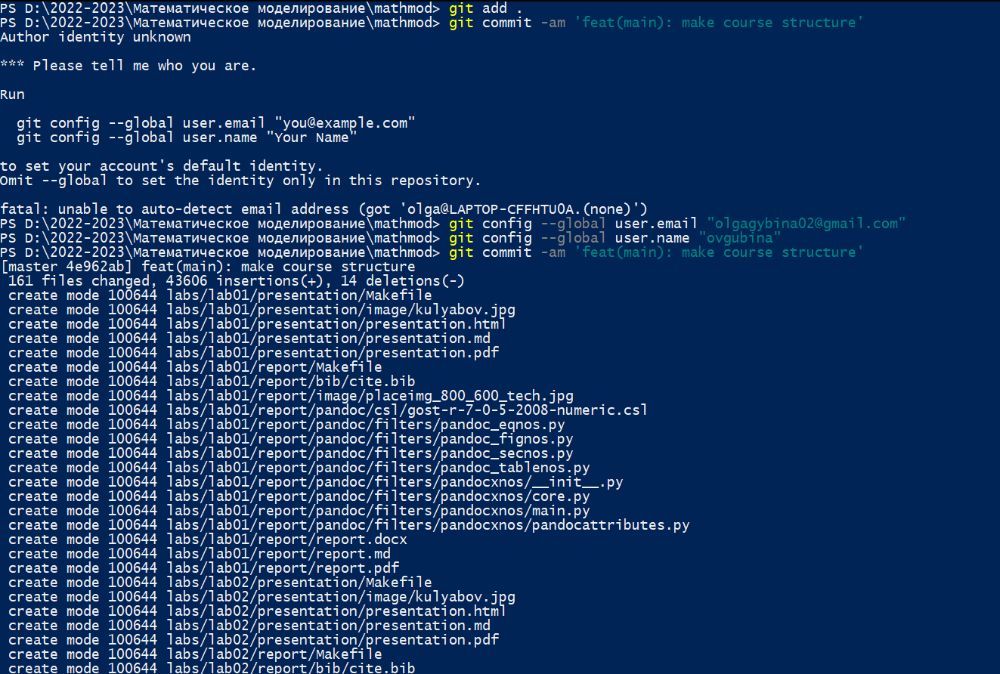 PS D:\2022-2023\Математическое моделирование\mathmod> git add .
PS D:\2022-2023\Математическое моделирование\mathmod> git commit -am 'feat(main): make course structure'
Author identity unknown
*** Please tell me who you are.
Run
git config --global user.email "you@example.com"
git config --global user.name "Your Name"
to set your account's default identity.
Omit --global to set the identity only in this repository.
fatal: unable to auto-detect email address (got 'olga@LAPTOP-CFFHTU0A.(none)')
PS D:\2022-2023\Математическое моделирование\mathmod> git config --global user.email "olgagybina02@gmail.com"
PS D:\2022-2023\Математическое моделирование\mathmod> git config --global user.name "ovgubina"
PS D:\2022-2023\Математическое моделирование\mathmod> git commit -am 'feat(main): make course structure'
[master 4e962ab] feat(main): make course structure
161 files changed, 43606 insertions(+), 14 deletions(-)
create mode 100644 labs/lab01/presentation/Makefile
create mode 100644 labs/lab01/presentation/image/kulyabov.jpg
create mode 100644 labs/lab01/presentation/presentation.html
create mode 100644 labs/lab01/presentation/presentation.md
create mode 100644 labs/lab01/presentation/presentation.pdf
create mode 100644 labs/lab01/report/Makefile
create mode 100644 labs/lab01/report/bib/cite.bib
create mode 100644 labs/lab01/report/image/placeimg_800_600_tech.jpg
create mode 100644 labs/lab01/report/pandoc/csl/gost-r-7-0-5-2008-numeric.csl
create mode 100644 labs/lab01/report/pandoc/filters/pandoc_eqnos.py
create mode 100644 labs/lab01/report/pandoc/filters/pandoc_fignos.py
create mode 100644 labs/lab01/report/pandoc/filters/pandoc_secnos.py
create mode 100644 labs/lab01/report/pandoc/filters/pandoc_tablenos.py
create mode 100644 labs/lab01/report/pandoc/filters/pandocxnos/__init__.py
create mode 100644 labs/lab01/report/pandoc/filters/pandocxnos/core.py
create mode 100644 labs/lab01/report/pandoc/filters/pandocxnos/main.py
create mode 100644 labs/lab01/report/pandoc/filters/pandocxnos/pandocattributes.py
create mode 100644 labs/lab01/report/report.docx
create mode 100644 labs/lab01/report/report.md
create mode 100644 labs/lab01/report/report.pdf
create mode 100644 labs/lab02/presentation/Makefile
create mode 100644 labs/lab02/presentation/image/kulyabov.jpg
create mode 100644 labs/lab02/presentation/presentation.html
create mode 100644 labs/lab02/presentation/presentation.md
create mode 100644 labs/lab02/presentation/presentation.pdf
create mode 100644 labs/lab02/report/Makefile
create mode 100644 labs/lab02/report/bib/cite.bib